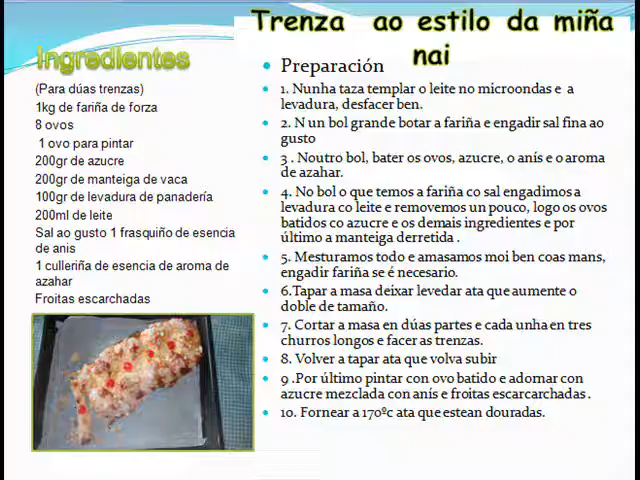 Trenza ao estilo da miña
nai
Ingredientes
(Para dúas trenzas)
1kg de fariña de forza
8 ovos
1 ovo para pintar
200gr de azucre
200gr de manteiga de vaca
100gr de levadura de panadería
200ml de leite
Sal ao gusto 1 frasquiño de esencia
de anis
1 culleriña de esencia de aroma de
azahar
Froitas escarchadas
• Preparación
• 1. Nunha taza templar o leite no microondas e a
levadura, desfacer ben.
• 2. N un bol grande botar a fariña e engadir sal fina ao
gusto
• 3 . Noutro bol, bater os ovos, azucre, o anís e o aroma
de azahar.
• 4. No bol o que temos a fariña co sal engadimos a
levadura co leite e removemos un pouco, logo os ovos
batidos co azucre e os demais ingredientes e por
último a manteiga derretida .
• 5. Mesturamos todo e amasamos moi ben coas mans,
engadir fariña se é necesario.
• 6.Tapar a masa deixar levedar ata que aumente o
doble de tamaño.
• 7. Cortar a masa en dúas partes e cada unha en tres
churros longos e facer as trenzas.
• 8. Volver a tapar ata que volva subir
• 9 .Por último pintar con ovo batido e adornar con
azucre mezclada con anís e froitas escarcarchadas .
• 10. Fornear a 170ºc ata que estean douradas.